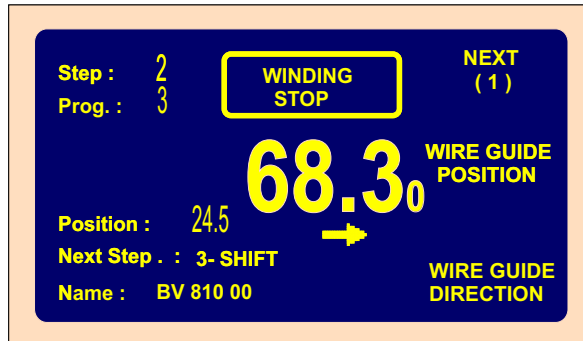 Step : 2
Prog. : 3
WINDING
STOP
NEXT
( 1 )
68.30
WIRE GUIDE
POSITION
Position : 24.5
Next Step . : 3- SHIFT
Name : BV 810 00
WIRE GUIDE
DIRECTION